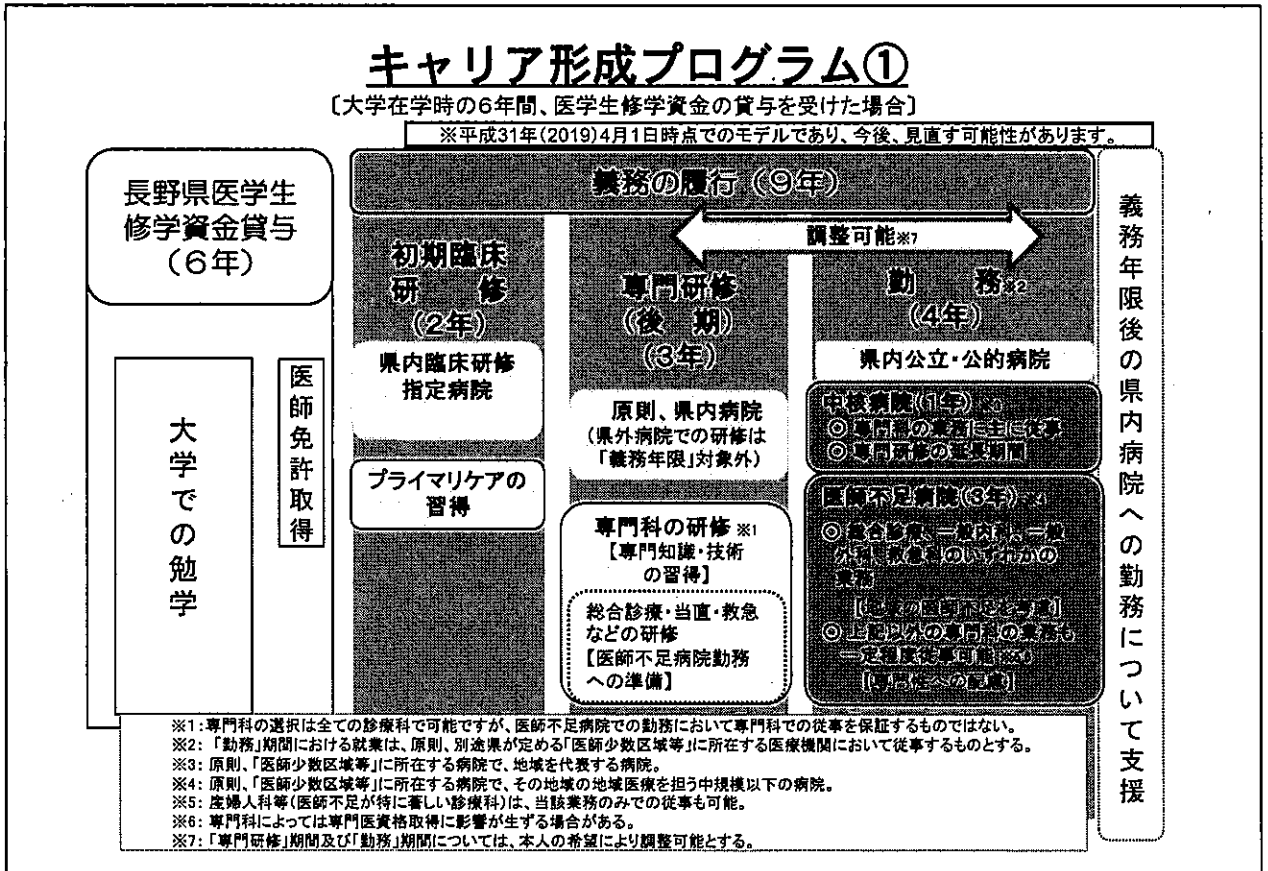 キャリア形成プログラム①
〔大学在学時の6年間、医学生修学資金の貸与を受けた場合〕
※平成31年(2019)4月1日時点でのモデルであり、今後、見直す可能性があります。
長野県医学生
修学資金貸与
(6年)
大学での勉学
医師免許取得
義務の履行(9年)
調整可能※7
初期臨床
研　修
(2年)
県内臨床研修
指定病院
プライマリケアの
習得
専門研修
(後　期)
(3年)
原則、県内病院
(県外病院での研修は
「義務年限」対象外)
専門科の研修 ※1
【専門知識・技術
の習得】
総合診療・当直・救急
などの研修
【医師不足病院勤務
への準備】
勤　務※2
(4年)
県内公立・公的病院
中核病院(1年) ※3
◎ 専門科の業務に主に従事
◎ 専門研修の延長期間
医師不足病院(3年) ※4
◎ 総合診療、一般内科、一般
外科、救急科のいずれかの
業務
【地域の医師不足を考慮】
◎ 上記以外の専門科の業務も
一定程度従事可能
【専門性への配慮】
義務年限後の県内病院への勤務について支援
※1:専門科の選択は全ての診療科で可能ですが、医師不足病院での勤務において専門科での従事を保証するものではない。
※2:「勤務」期間における就業は、原則、別途県が定める「医師少数区域等」に所在する医療機関において従事するものとする。
※3:原則、「医師少数区域等」に所在する病院で、地域を代表する病院。
※4:原則、「医師少数区域等」に所在する病院で、その地域の地域医療を担う中規模以下の病院。
※5:産婦人科等(医師不足が特に著しい診療科)は、当該業務のみでの従事も可能。
※6:専門科によっては専門医資格取得に影響が生ずる場合がある。
※7:「専門研修」期間及び「勤務」期間については、本人の希望により調整可能とする。